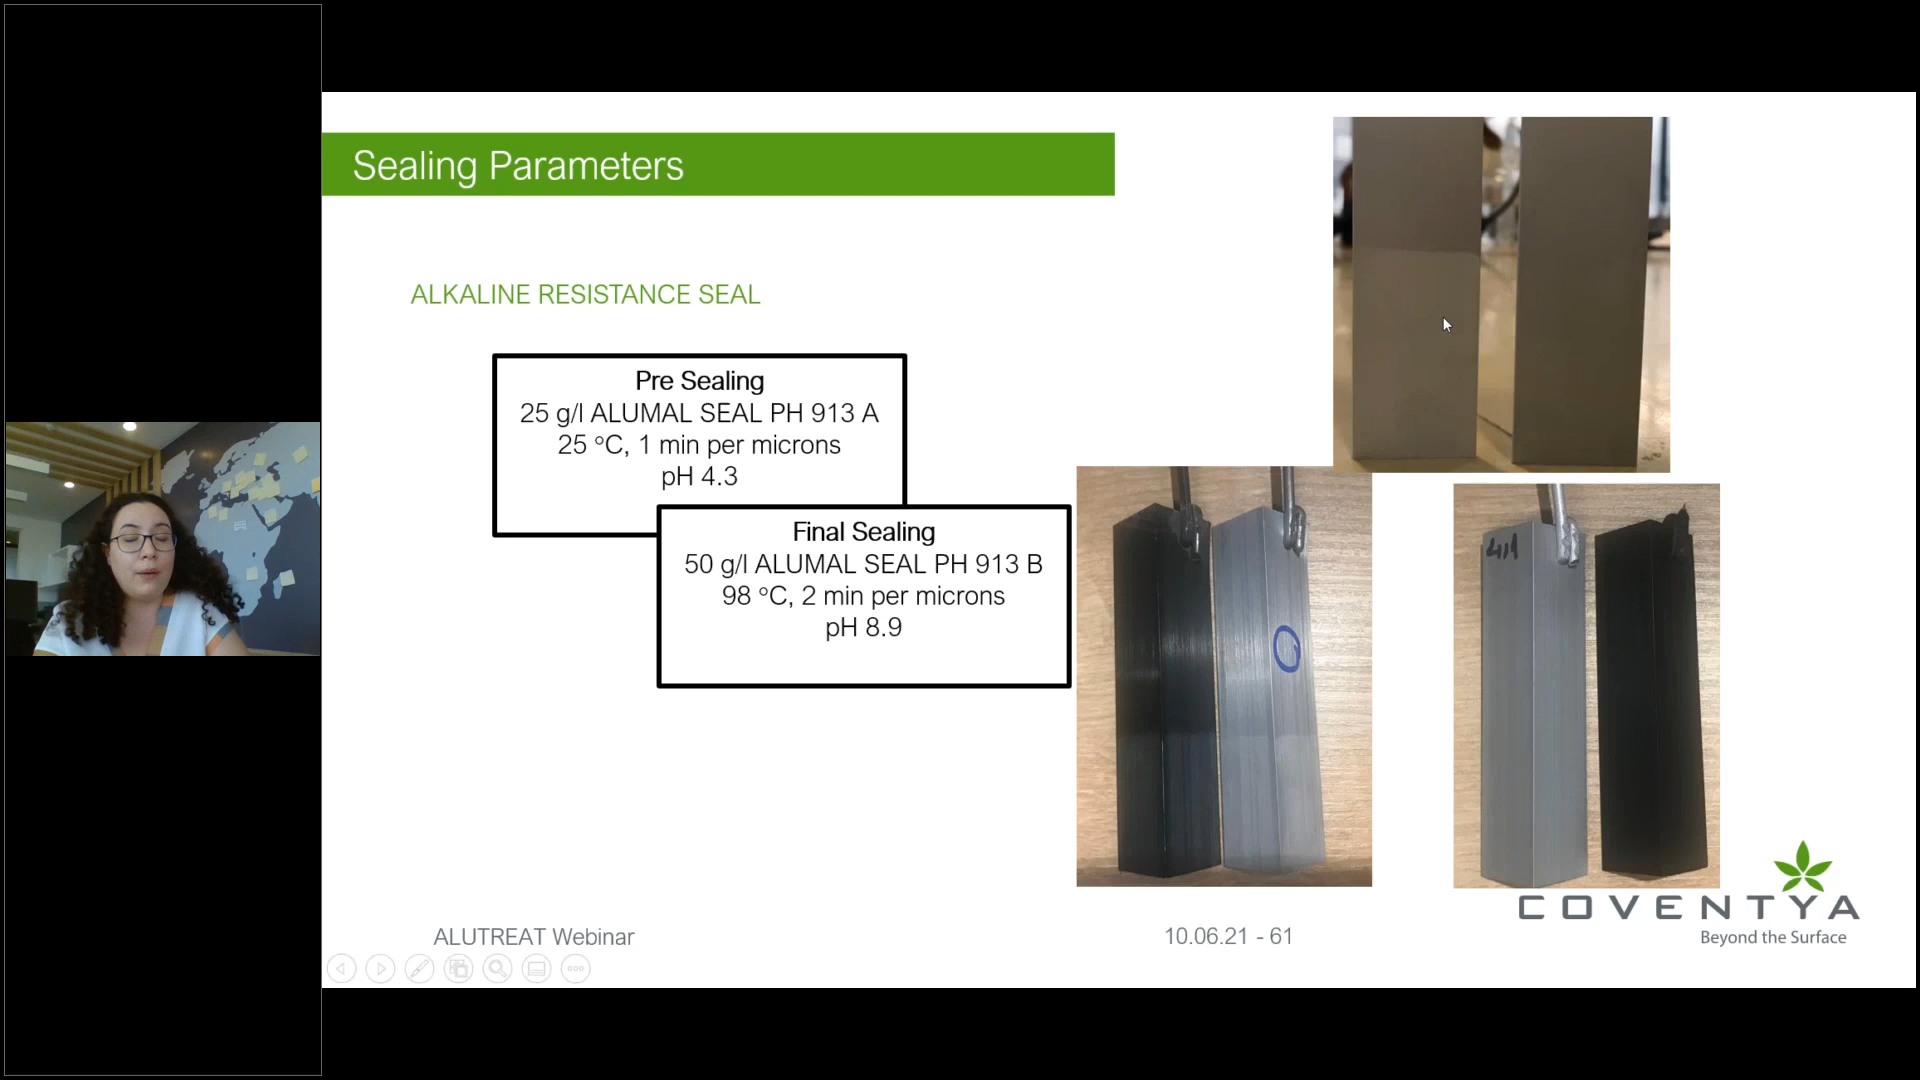 Sealing Parameters
ALKALINE RESISTANCE SEAL
Pre Sealing
25 g/l ALUMAL SEAL PH 913 A
25 °C, 1 min per microns
pH 4.3
Final Sealing
50 g/l ALUMAL SEAL PH 913 B
98 °C, 2 min per microns
pH 8.9
ALUTREAT Webinar
10.06.21 - 61
COVENTYA
Beyond the Surface